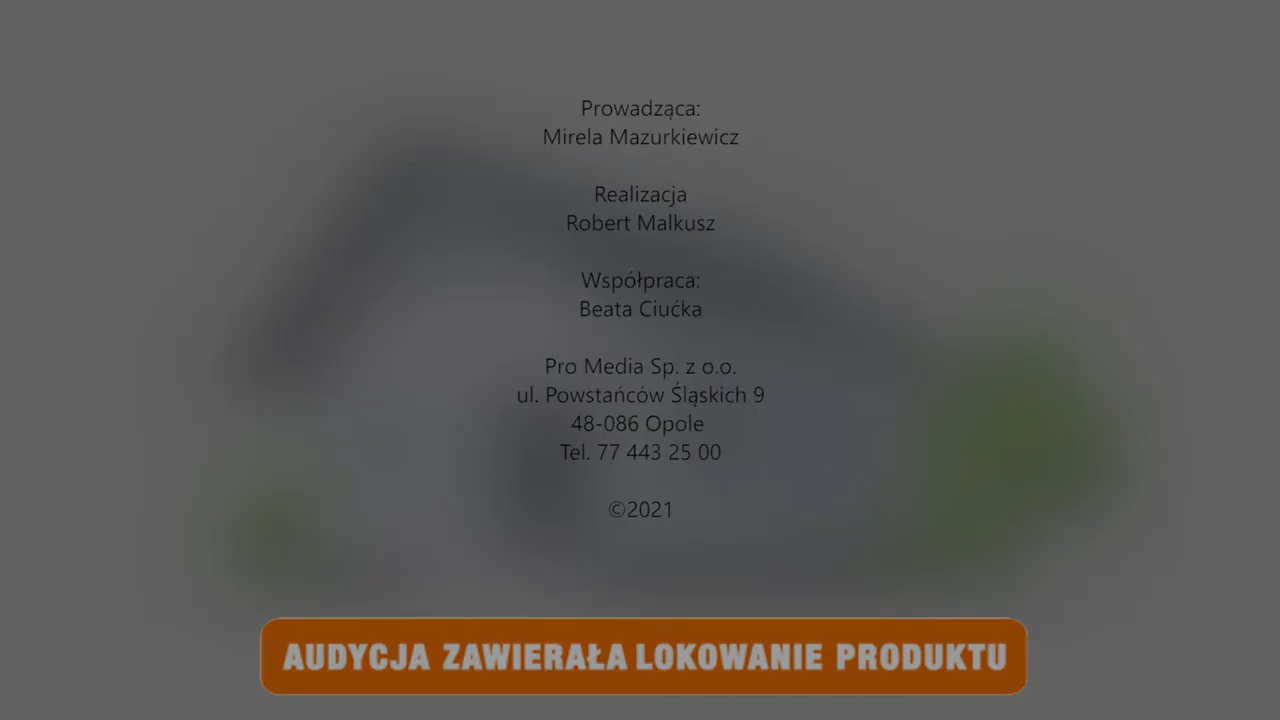 Prowadząca:
Mirela Mazurkiewicz
Realizacja
Robert Malkusz
Współpraca:
Beata Ciućka
Pro Media Sp. z o.o.
ul. Powstańców Śląskich 9
48-086 Opole
Tel. 77 443 25 00
©2021
AUDYCJA ZAWIERAŁA LOKOWANIE PRODUKTU